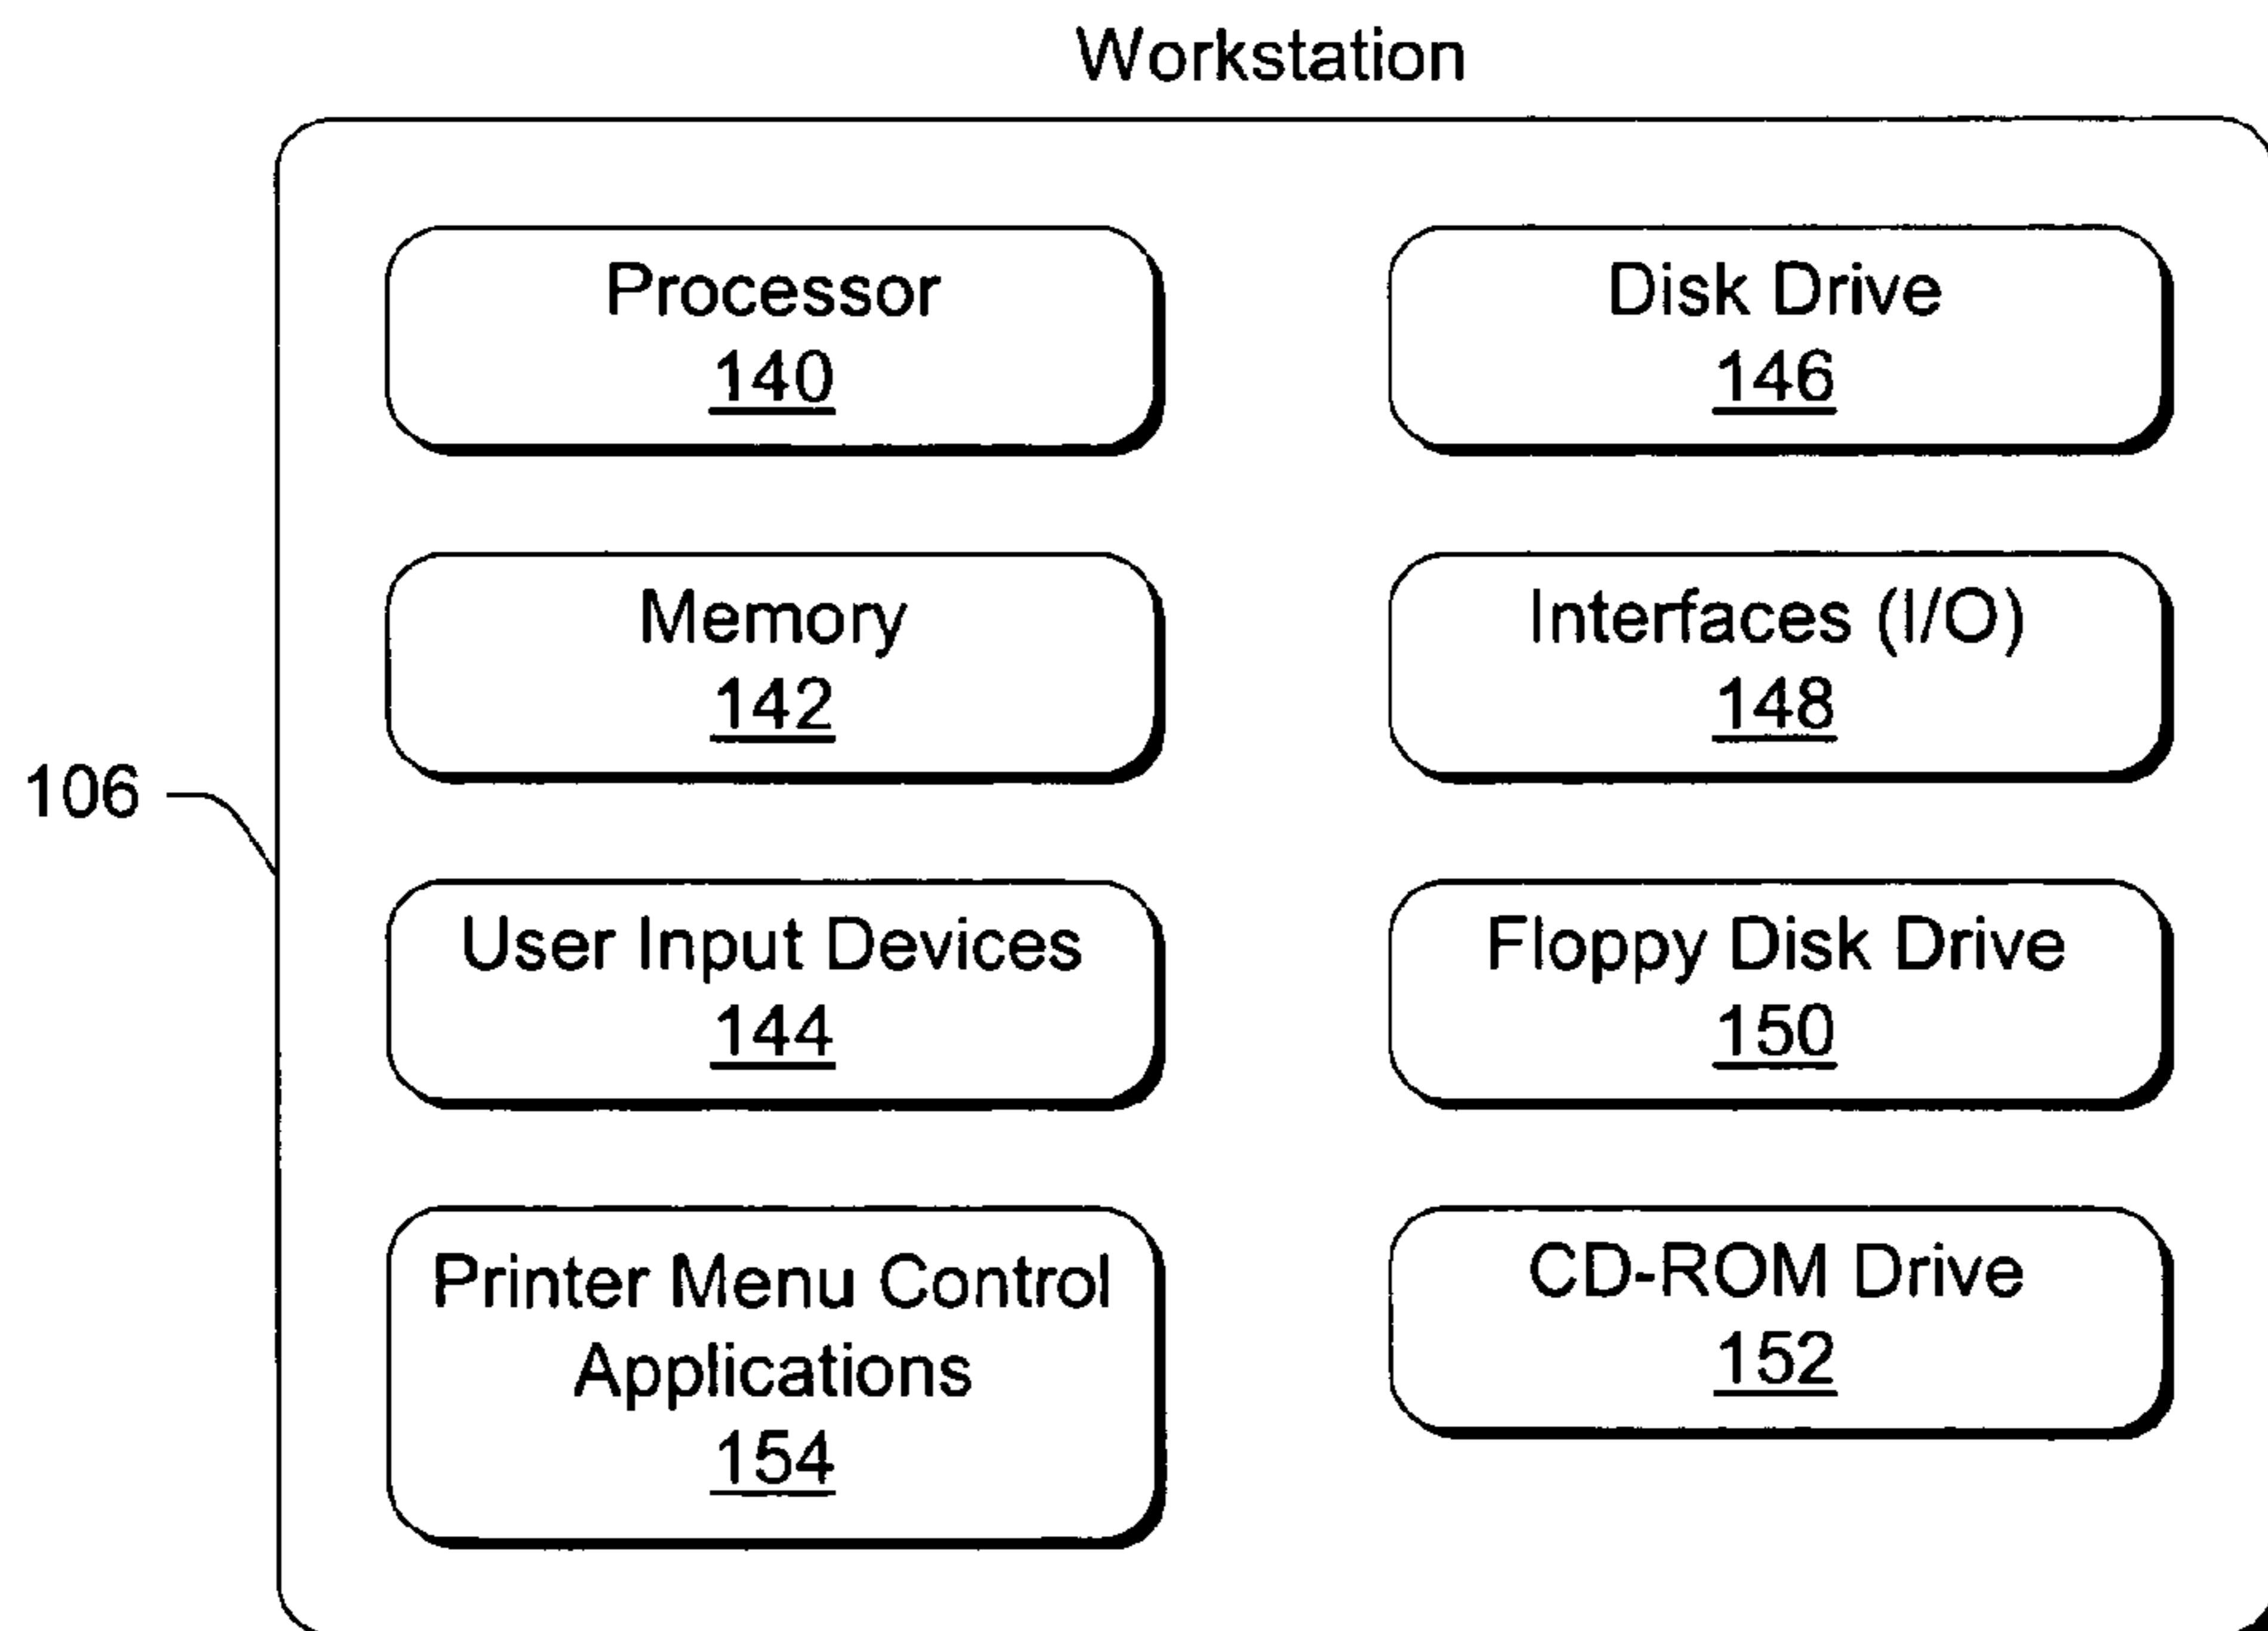 Workstation
Processor
140
Disk Drive
146
Memory
142
Interfaces (I/O)
148
106
User Input Devices
144
Floppy Disk Drive
150
Printer Menu Control
Applications
154
CD-ROM Drive
152